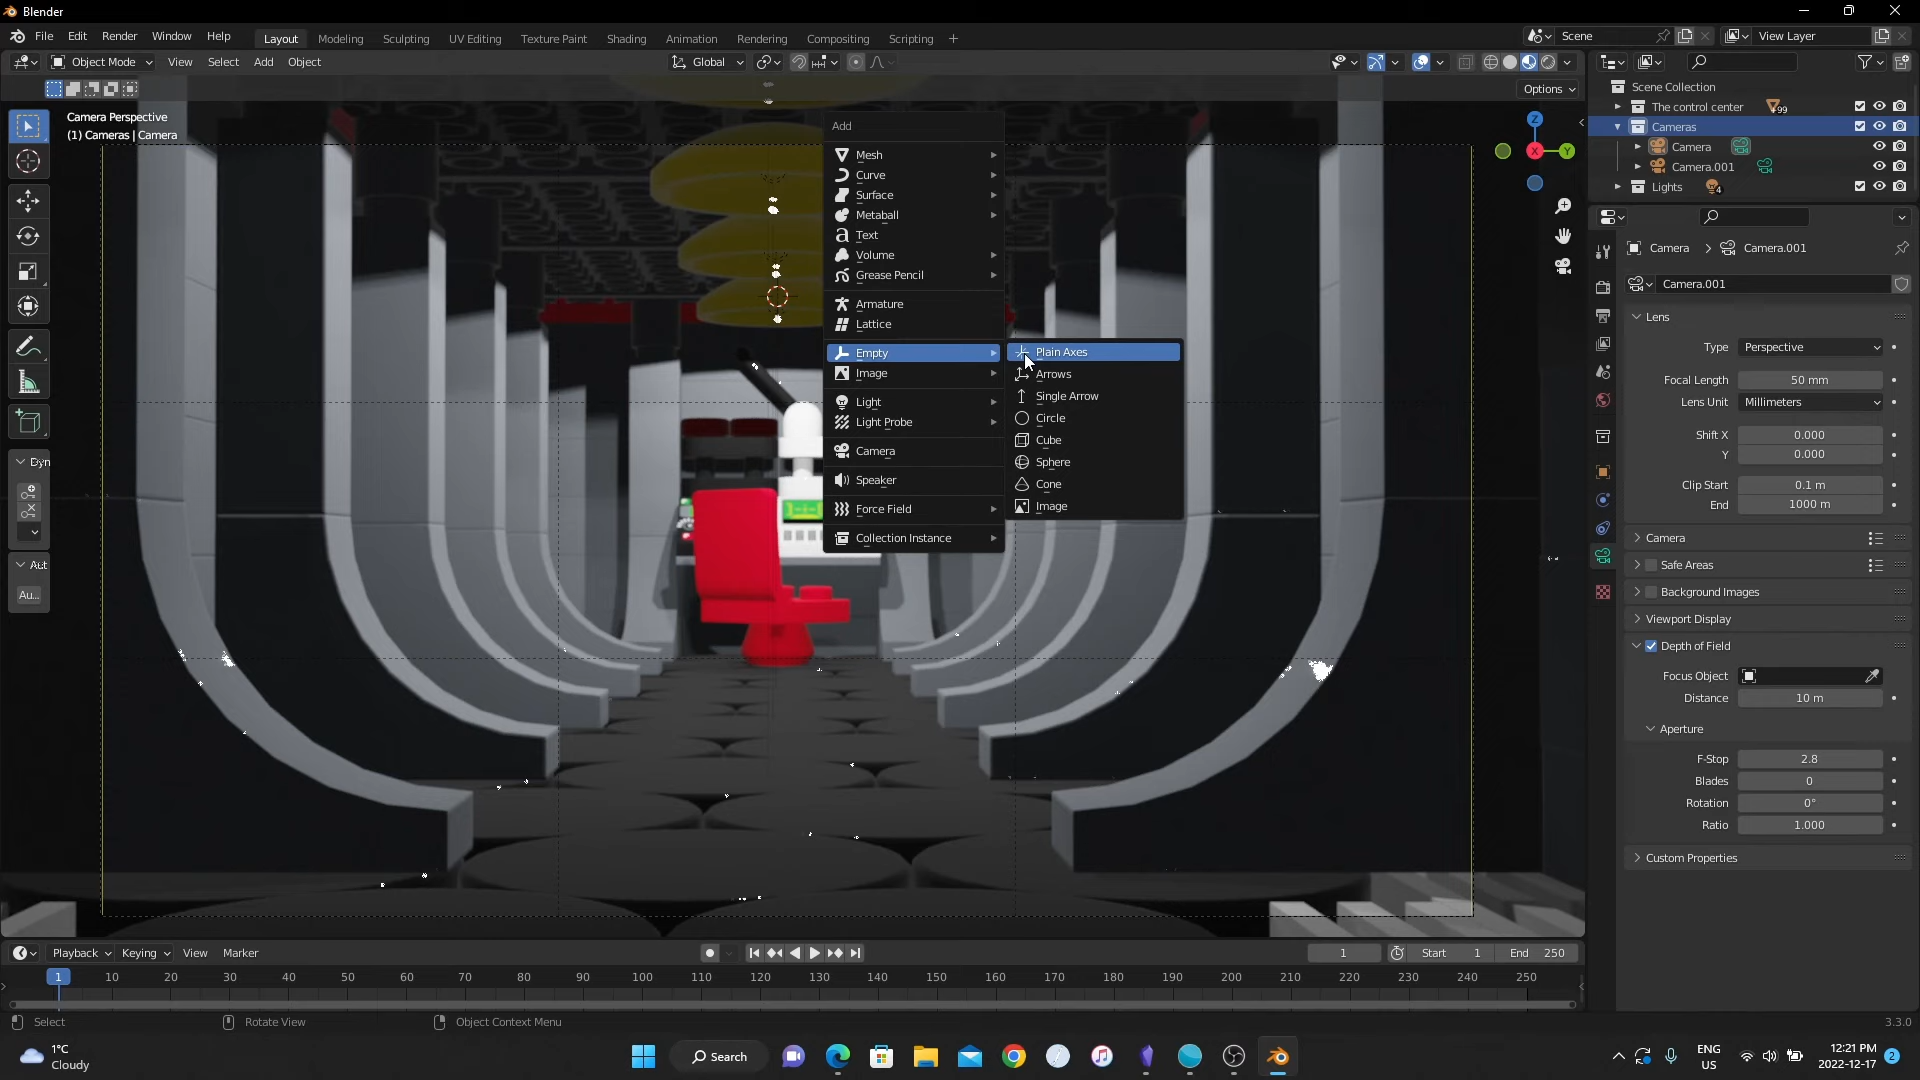 Blender
File Edit Render Window Help
Layout Modeling Sculpting UV Editing Texture Paint Shading Animation Rendering Compositing Scripting +
Scene
View Layer
Object Mode View Select Add Object
Global
Options
Camera Perspective
(1) Cameras | Camera
Z
X
Y
Add
Mesh
Curve
Surface
Metaball
Text
Volume
Grease Pencil
Armature
Lattice
Empty
Image
Light
Light Probe
Camera
Speaker
Force Field
Collection Instance
Plain Axes
Arrows
Single Arrow
Circle
Cube
Sphere
Cone
Image
Dyn
Aut
Au...
Scene Collection
The control center 99
Cameras
Camera
Camera.001
Lights 4
Camera > Camera.001
Camera.001
Lens
Type Perspective
Focal Length 50 mm
Lens Unit Millimeters
Shift X 0.000
Y 0.000
Clip Start 0.1 m
End 1000 m
Camera
Safe Areas
Background Images
Viewport Display
Depth of Field
Focus Object
Distance 10 m
Aperture
F-Stop 2.8
Blades 0
Rotation 0°
Ratio 1.000
Custom Properties
Playback Keying View Marker
1 Start 1 End 250
1 10 20 30 40 50 60 70 80 90 100 110 120 130 140 150 160 170 180 190 200 210 220 230 240 250
Select Rotate View Object Context Menu
3.3.0
1°C
Cloudy
Search
ENG
US
12:21 PM
2022-12-17
2